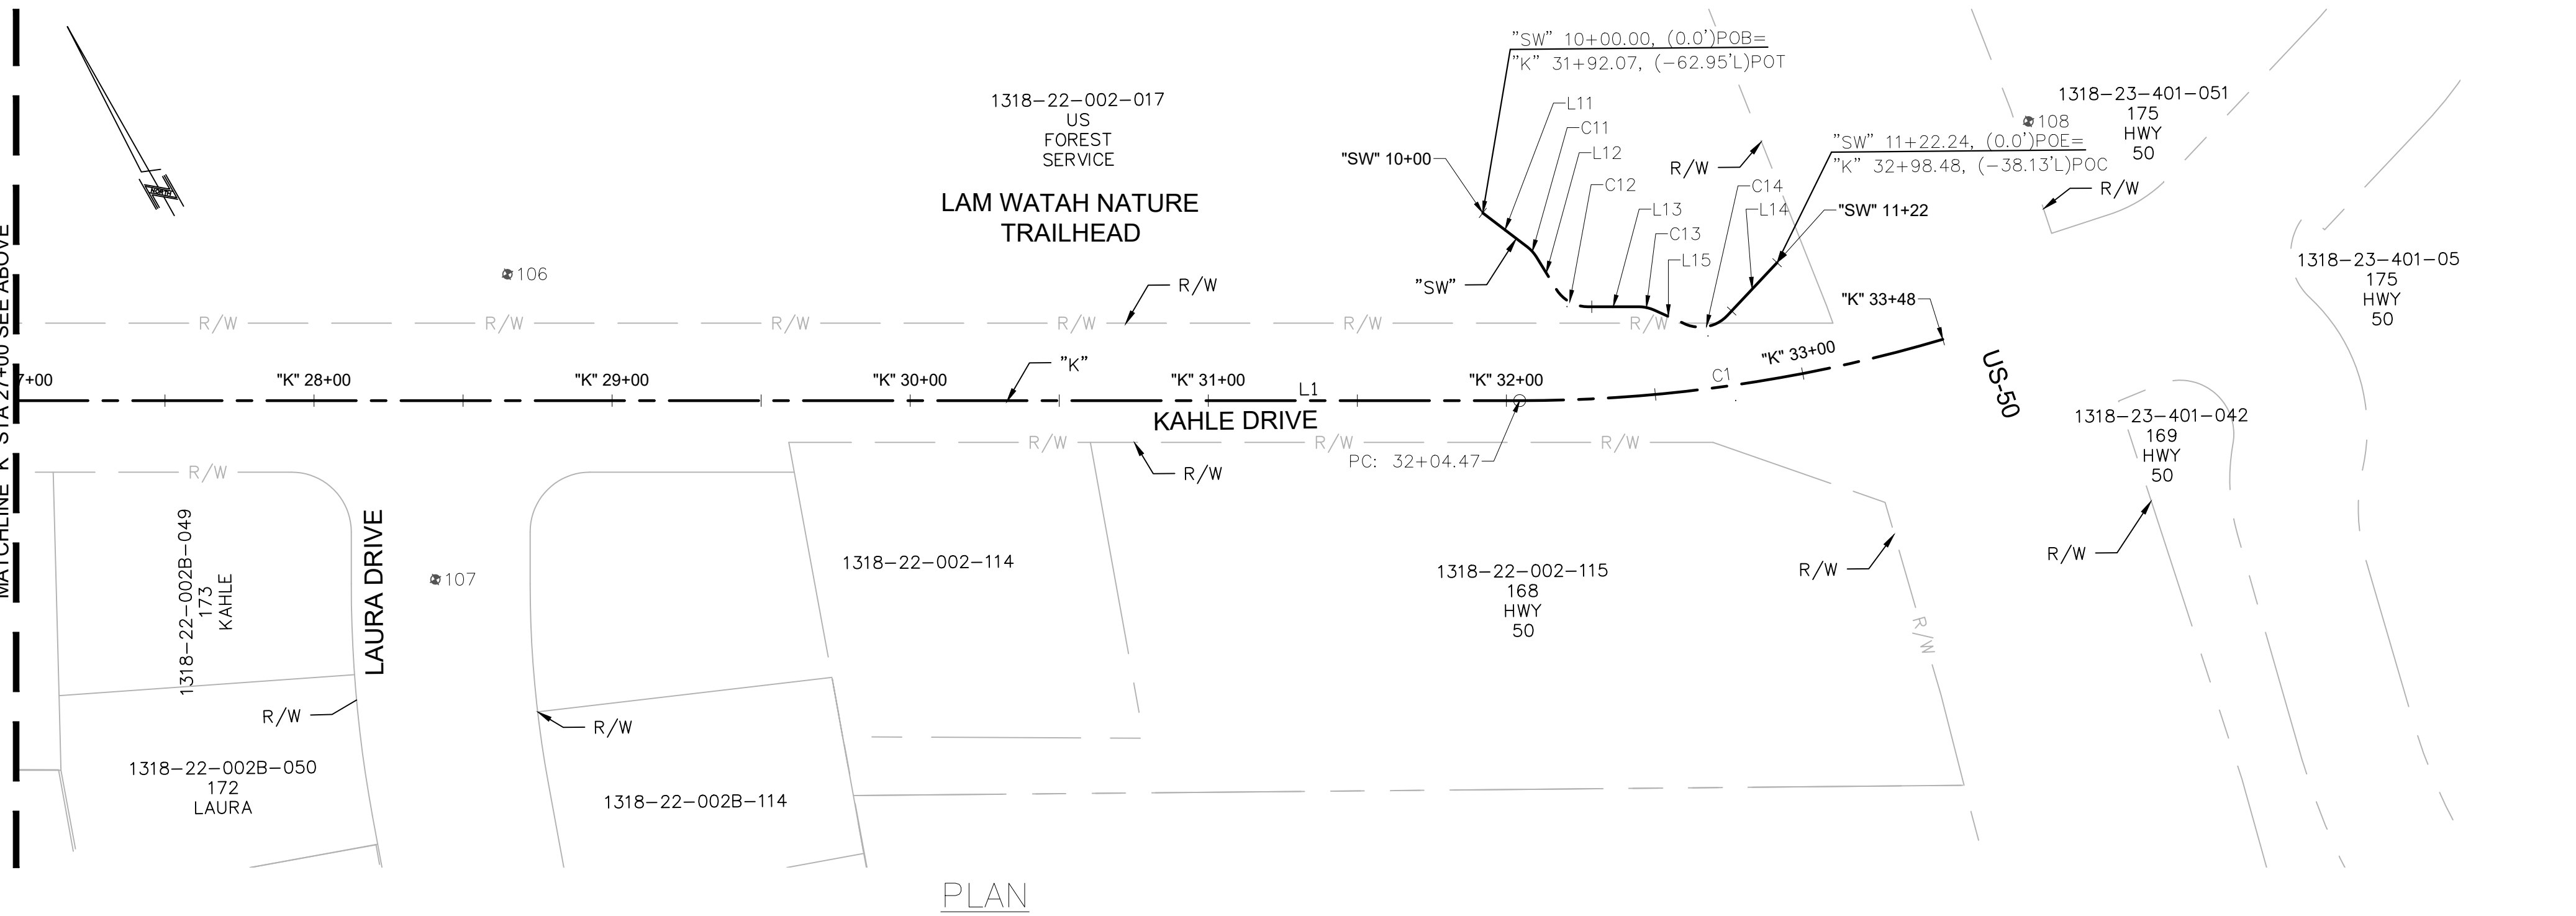 "SW" 10+00.00, (0.0')POB=
"K" 31+92.07, (-62.95'L)POT
1318-22-002-017
US
FOREST
SERVICE
LAM WATAH NATURE
TRAILHEAD
L11
C11
L12
C12
L13
C13
L15
C14
L14
"SW" 10+00
"SW"
R/W
"SW" 11+22.24, (0.0')POE=
"K" 32+98.48, (-38.13'L)POC
"SW" 11+22
108
1318-23-401-051
175
HWY
50
R/W
1318-23-401-05
175
HWY
50
NORTH
106
R/W
R/W
R/W
R/W
R/W
R/W
R/W
MATCHLINE "K" STA 27+00 SEE ABOVE
7+00
"K" 28+00
"K" 29+00
"K" 30+00
"K"
"K" 31+00
L1
"K" 32+00
C1
"K" 33+00
"K" 33+48
US-50
KAHLE DRIVE
R/W
R/W
R/W
R/W
R/W
PC: 32+04.47
1318-23-401-042
169
HWY
50
R/W
1318-22-002B-049
173
KAHLE
LAURA DRIVE
107
1318-22-002-114
1318-22-002-115
168
HWY
50
R/W
R/W
R/W
R/W
1318-22-002B-050
172
LAURA
1318-22-002B-114
PLAN